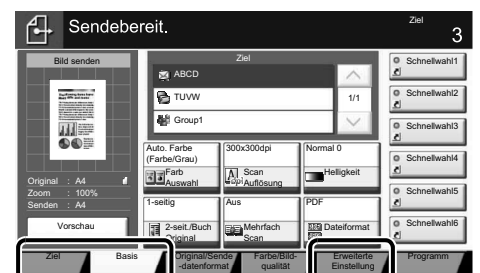 Sendebereit.
Ziel
3
Bild senden
Original : A4
Zoom : 100%
Senden : A4
Vorschau
Ziel
ABCD
TUVW
Group1
1/1
Auto. Farbe
(Farbe/Grau)
Farb
Auswahl
300x300dpi
Scan
Auflösung
Normal 0
Helligkeit
1-seitig
2-seit./Buch
Original
Aus
Mehrfach
Scan
PDF
Dateiformat
Schnellwahl1
Schnellwahl2
Schnellwahl3
Schnellwahl4
Schnellwahl5
Schnellwahl6
Ziel
Basis
Original/Sende
-datenformat
Farbe/Bild-
qualität
Erweiterte
Einstellung
Programm